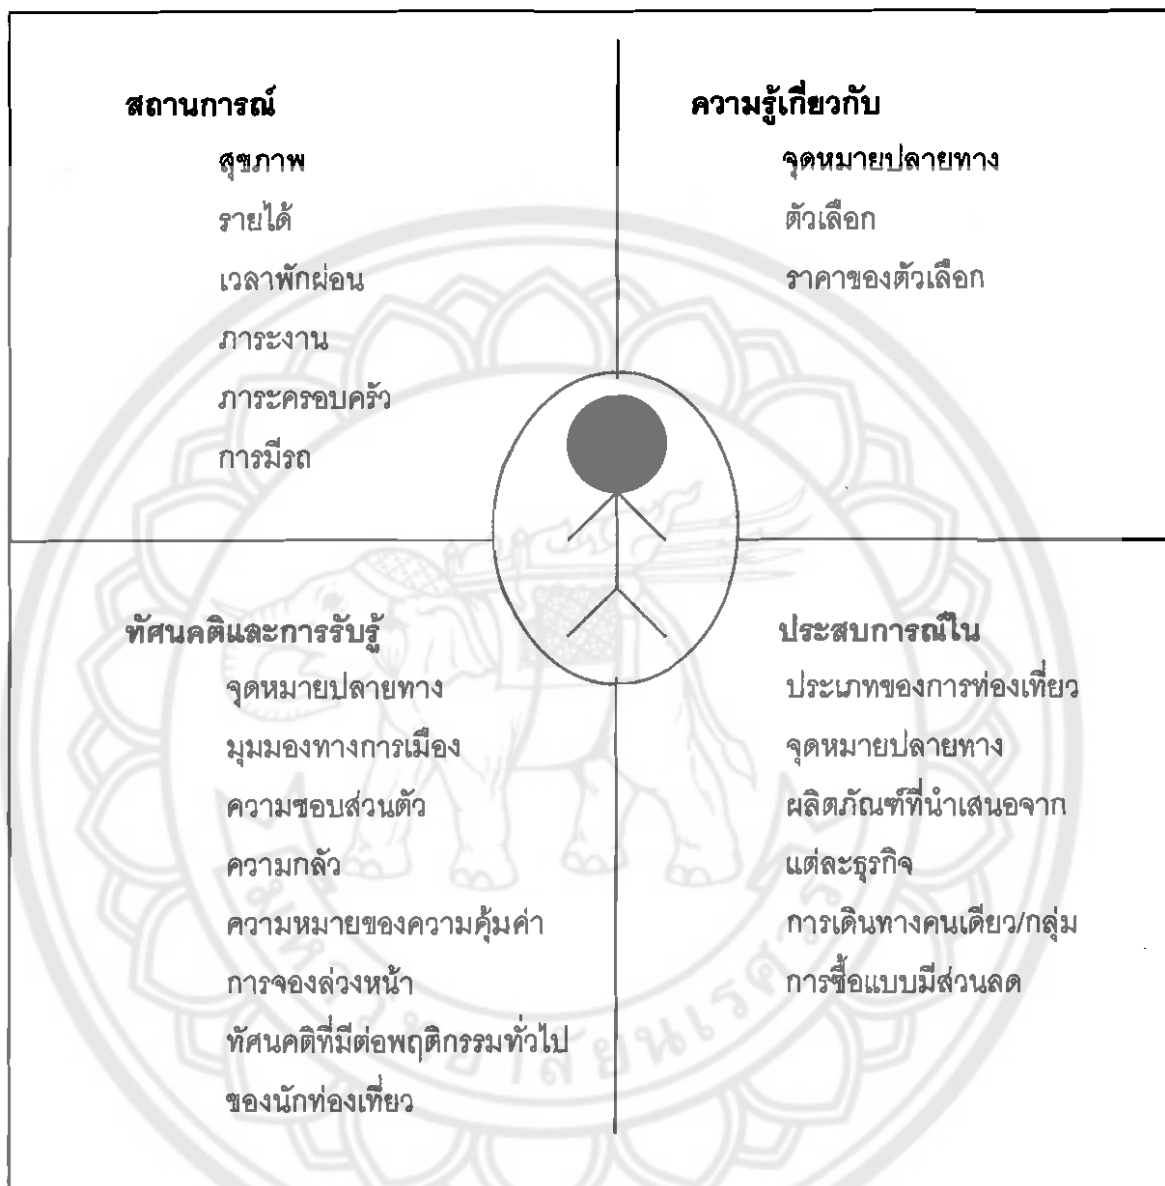 สถานการณ์
สุขภาพ
รายได้
เวลาพักผ่อน
ภาระงาน
ภาระครอบครัว
การมีรถ
ความรู้เกี่ยวกับ
จุดหมายปลายทาง
ตัวเลือก
ราคาของตัวเลือก
ทัศนคติและการรับรู้
จุดหมายปลายทาง
มุมมองทางการเมือง
ความชอบส่วนตัว
ความกลัว
ความหมายของความคุ้มค่า
การจองล่วงหน้า
ทัศนคติที่มีต่อพฤติกรรมทั่วไป
ของนักท่องเที่ยว
ประสบการณ์ใน
ประเภทของการท่องเที่ยว
จุดหมายปลายทาง
ผลิตภัณฑ์ที่นำเสนอจาก
แต่ละธุรกิจ
การเดินทางคนเดียว/กลุ่ม
การซื้อแบบมีส่วนลด
มหาวิทยาลัยนเรศวร